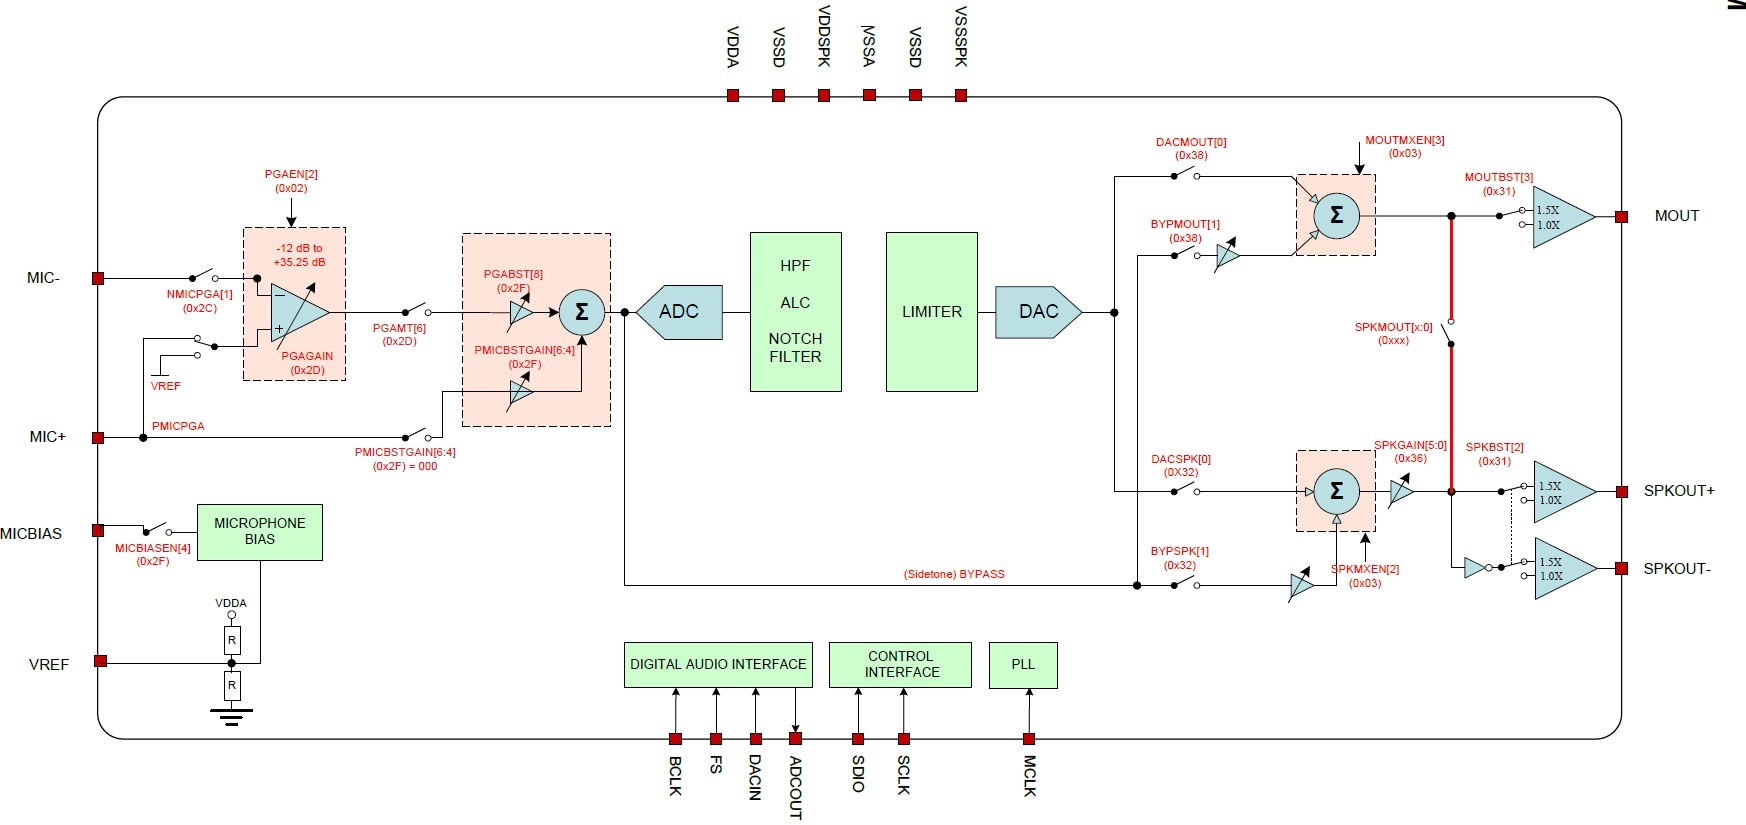 VDDA
VSSD
VDDSPK
VSSA
VSSD
VSSSPK
PGAEN[2]
(0x02)
-12 dB to
+35.25 dB
MIC-
NMICPGA[1]
(0x2C)
PGAGAIN
(0x2D)
VREF
MIC+
PMICPGA
PGAMT[6]
(0x2D)
PGABST[8]
(0x2F)
Σ
PMICBSTGAIN[6:4]
(0x2F)
PMICBSTGAIN[6:4]
(0x2F) = 000
ADC
HPF
ALC
NOTCH
FILTER
LIMITER
DAC
DACMOUT[0]
(0x38)
BYPMOUT[1]
(0x38)
MOUTMXEN[3]
(0x03)
Σ
MOUTBST[3]
(0x31)
1.5X
1.0X
MOUT
SPKMOUT[x:0]
(0xxx)
DACSPK[0]
(0X32)
Σ
SPKGAIN[5:0]
(0x36)
SPKBST[2]
(0x31)
1.5X
1.0X
SPKOUT+
BYPSPK[1]
(0x32)
SPKMXEN[2]
(0x03)
1.5X
1.0X
SPKOUT-
(Sidetone) BYPASS
MICBIAS
MICBIASEN[4]
(0x2F)
MICROPHONE
BIAS
VDDA
R
VREF
R
DIGITAL AUDIO INTERFACE
CONTROL
INTERFACE
PLL
BCLK
FS
DACIN
ADCOUT
SDIO
SCLK
MCLK